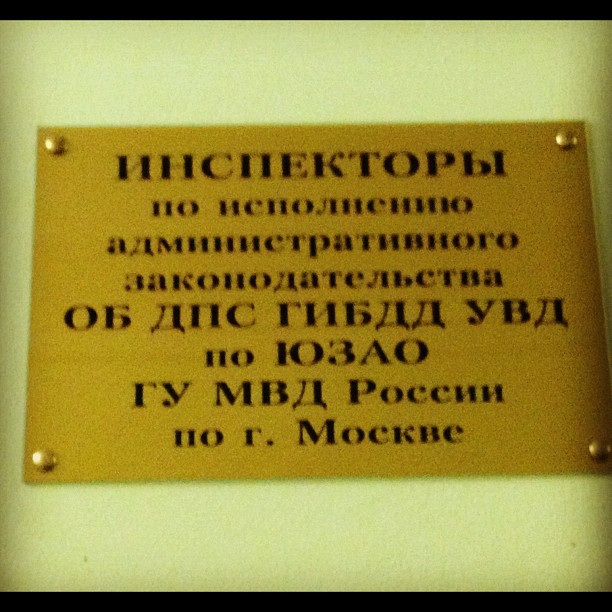 ИНСПЕКТОРЫ
по исполнению
административного
законодательства
ОБ ДПС ГИБДД УВД
по ЮЗАО
ГУ МВД России
по г. Москве